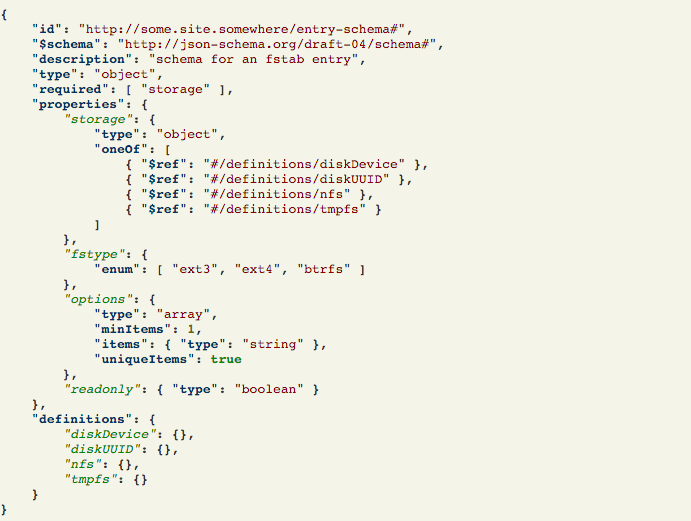 {
    "id": "http://some.site.somewhere/entry-schema#",
    "$schema": "http://json-schema.org/draft-04/schema#",
    "description": "schema for an fstab entry",
    "type": "object",
    "required": [ "storage" ],
    "properties": {
        "storage": {
            "type": "object",
            "oneOf": [
                { "$ref": "#/definitions/diskDevice" },
                { "$ref": "#/definitions/diskUUID" },
                { "$ref": "#/definitions/nfs" },
                { "$ref": "#/definitions/tmpfs" }
            ]
        },
        "fstype": {
            "enum": [ "ext3", "ext4", "btrfs" ]
        },
        "options": {
            "type": "array",
            "minItems": 1,
            "items": { "type": "string" },
            "uniqueItems": true
        },
        "readonly": { "type": "boolean" }
    },
    "definitions": {
        "diskDevice": {},
        "diskUUID": {},
        "nfs": {},
        "tmpfs": {}
    }
}